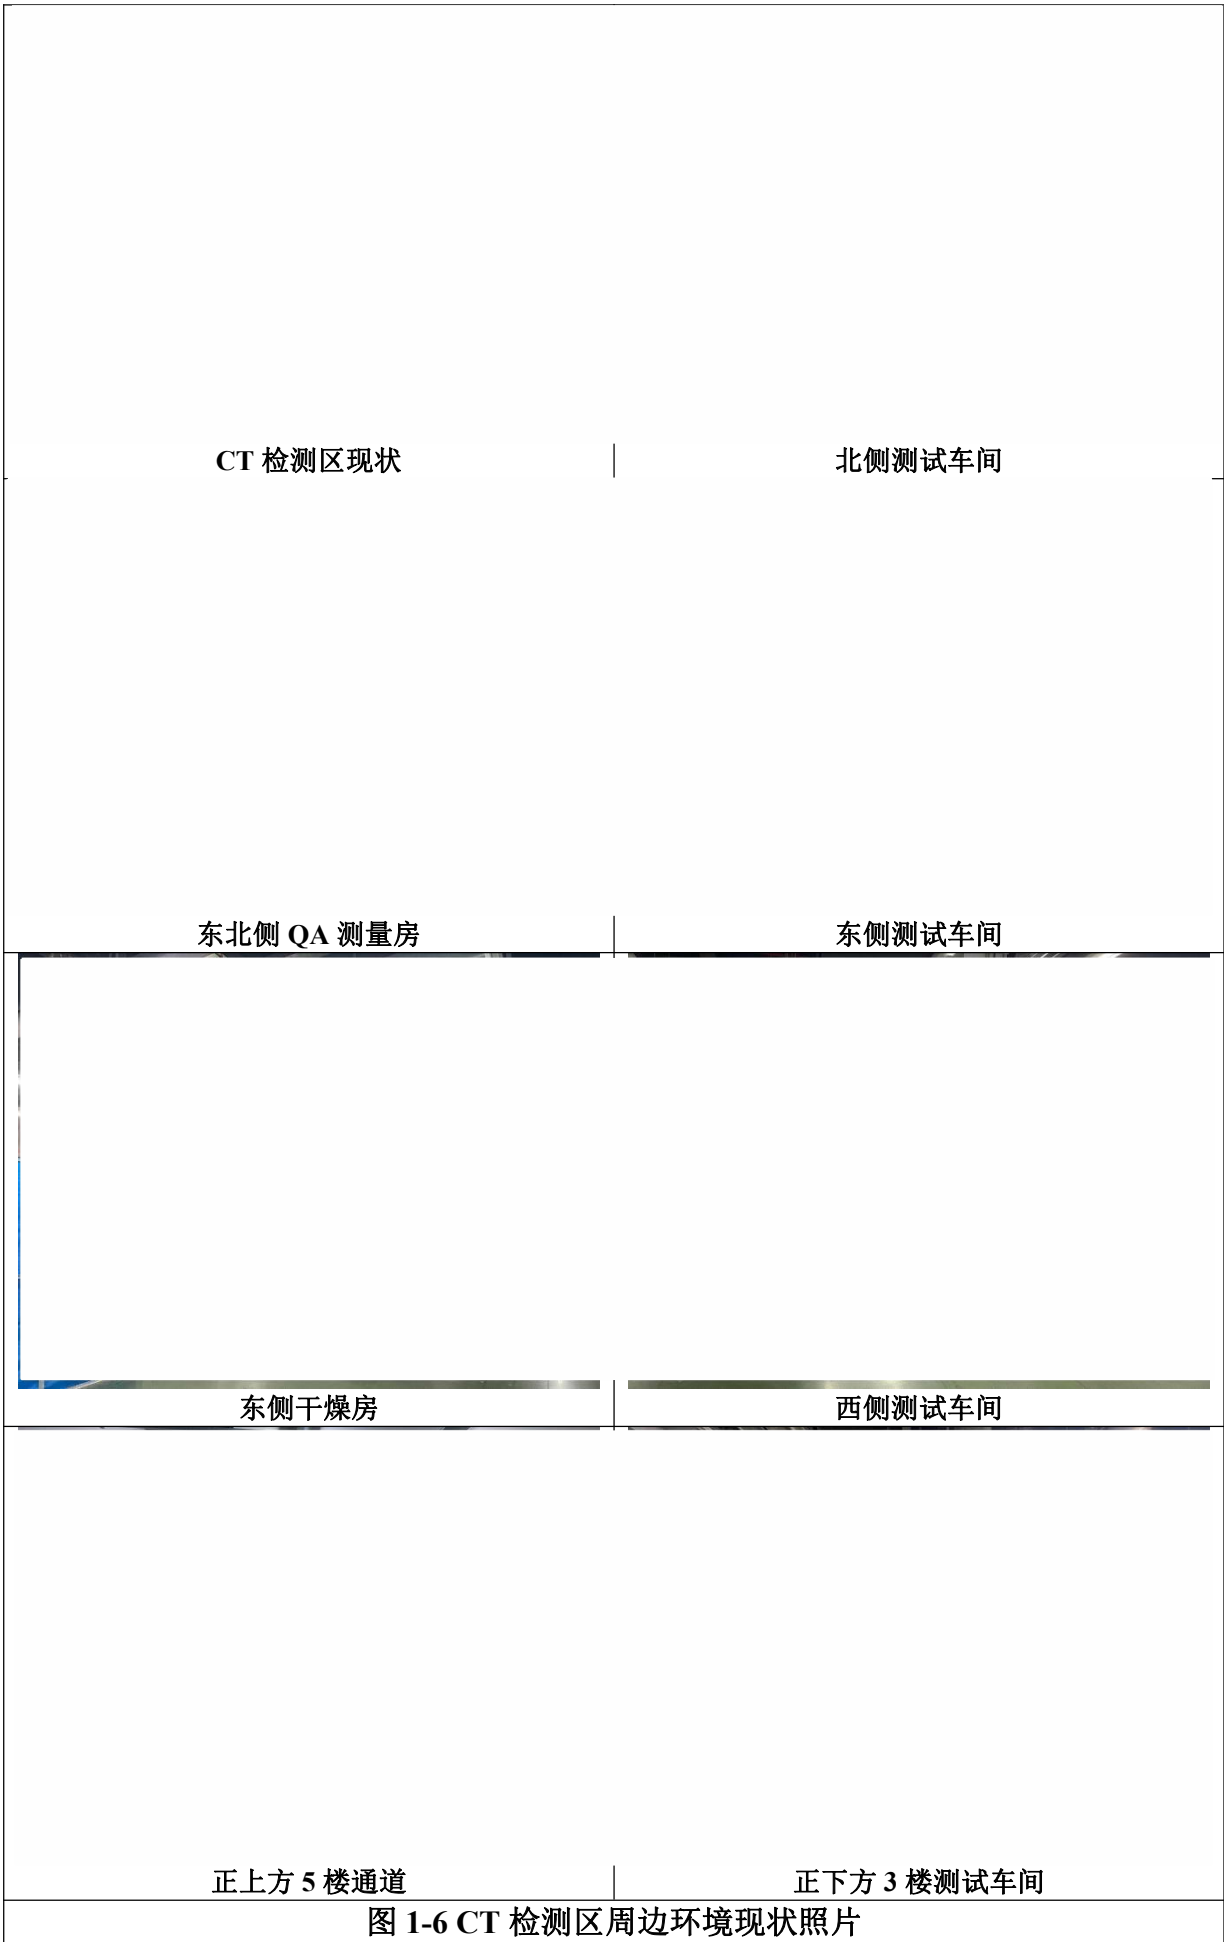 CT 检测区现状
北侧测试车间
东北侧 QA 测量房
东侧测试车间
东侧干燥房
西侧测试车间
正上方 5 楼通道
正下方 3 楼测试车间
图 1-6 CT 检测区周边环境现状照片